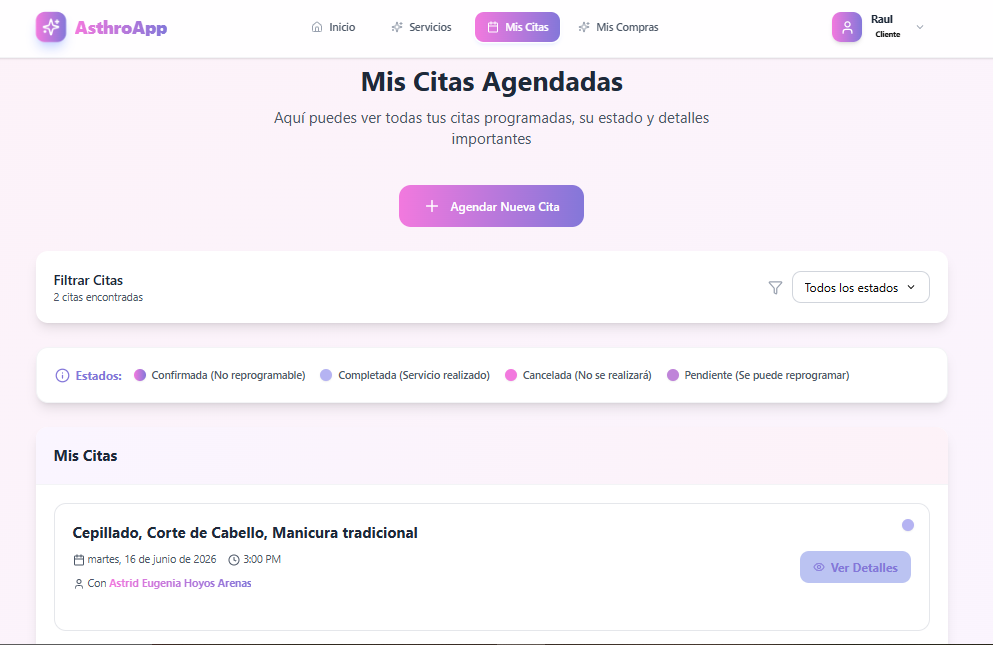 AsthroApp
Inicio
Servicios
Mis Citas
Mis Compras
Raul
Cliente
Mis Citas Agendadas
Aquí puedes ver todas tus citas programadas, su estado y detalles
importantes
Agendar Nueva Cita
Filtrar Citas
2 citas encontradas
Todos los estados
Estados:
Confirmada (No reprogramable)
Completada (Servicio realizado)
Cancelada (No se realizará)
Pendiente (Se puede reprogramar)
Mis Citas
Cepillado, Corte de Cabello, Manicura tradicional
martes, 16 de junio de 2026
3:00 PM
Con Astrid Eugenia Hoyos Arenas
Ver Detalles